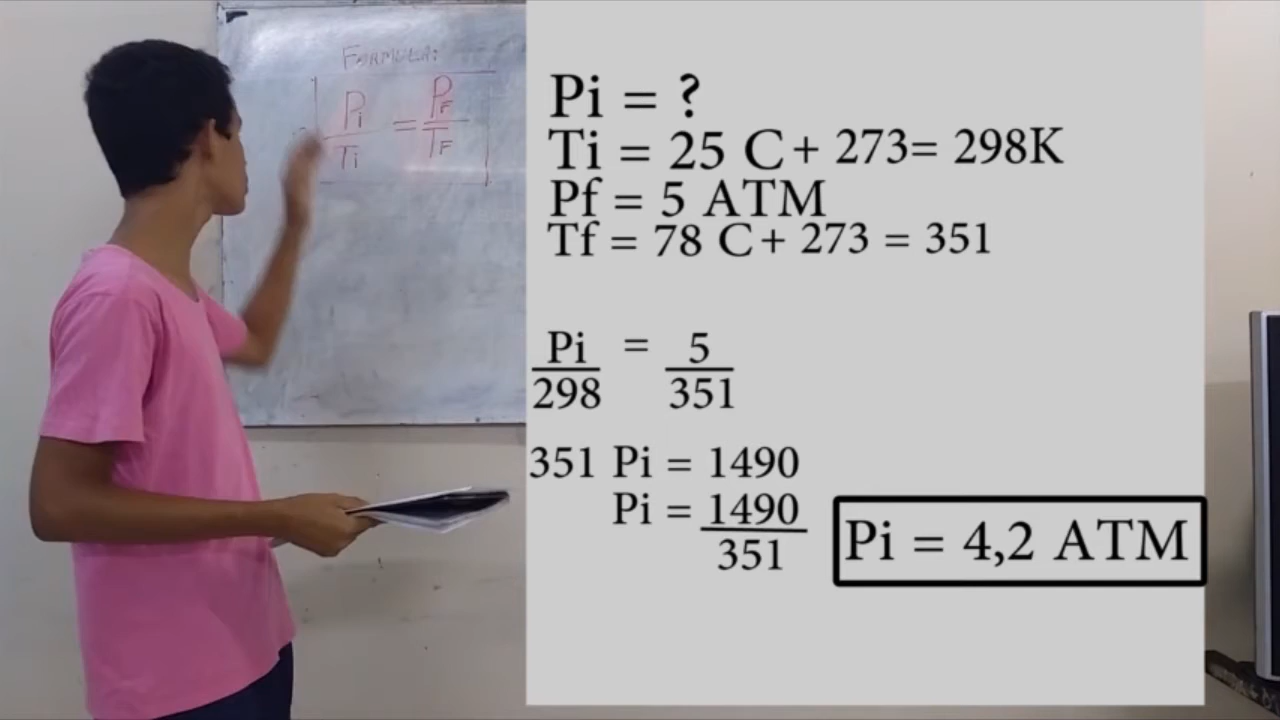 FORMULA:
Pi = PF
Ti TF
Pi = ?
Ti = 25 C + 273= 298K
Pf = 5 ATM
Tf = 78 C + 273 = 351
Pi = 5
298 351
351 Pi = 1490
Pi = 1490
351
Pi = 4,2 ATM